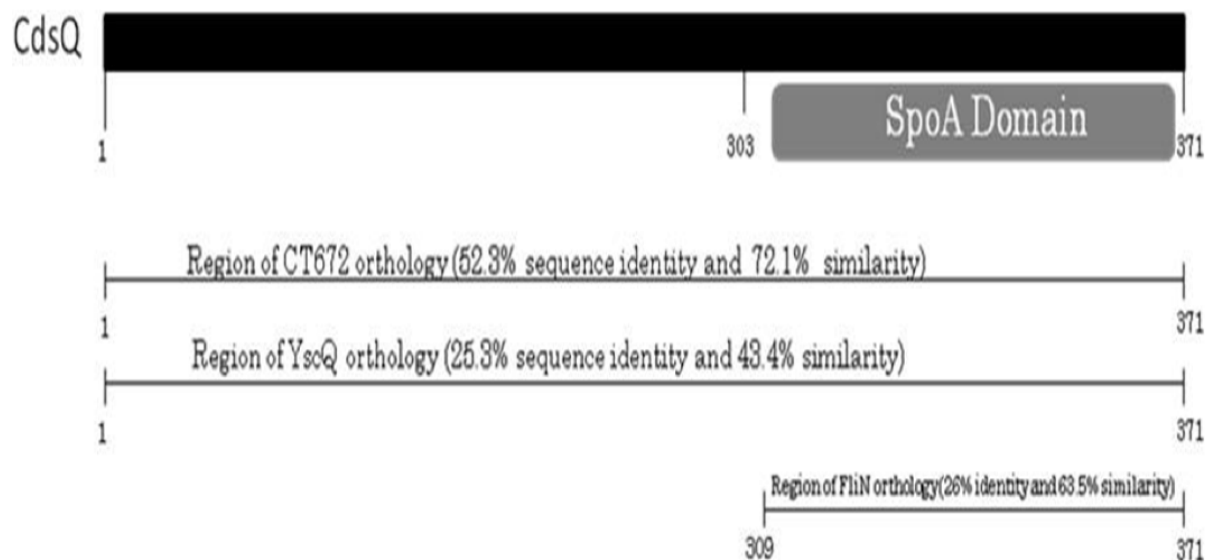 CdsQ
SpoA Domain
1
303
371
Region of CT672 orthology (52.3% sequence identity and 72.1% similarity)
1
371
Region of YscQ orthology (25.3% sequence identity and 43.4% similarity)
1
371
Region of FliN orthology(26% identity and 63.5% similarity)
309
371